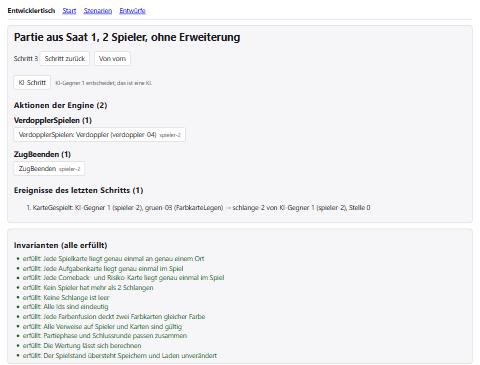 Entwicklertisch Start Szenarien Entwürfe
Partie aus Saat 1, 2 Spieler, ohne Erweiterung
Schritt 3 Schritt zurück Von vorn
KI-Schritt KI-Gegner 1 entscheidet; das ist eine KI.
Aktionen der Engine (2)
VerdopplerSpielen (1)
VerdopplerSpielen: Verdoppler (verdoppler-04) spieler-2
ZugBeenden (1)
ZugBeenden spieler-2
Ereignisse des letzten Schritts (1)
1. KarteGespielt: KI-Gegner 1 (spieler-2), gruen-03 (FarbkarteLegen) → schlange-2 von KI-Gegner 1 (spieler-2), Stelle 0
Invarianten (alle erfüllt)
• erfüllt: Jede Spielkarte liegt genau einmal an genau einem Ort
• erfüllt: Jede Aufgabenkarte liegt genau einmal im Spiel
• erfüllt: Jede Comeback- und Risiko-Karte liegt genau einmal im Spiel
• erfüllt: Kein Spieler hat mehr als 2 Schlangen
• erfüllt: Keine Schlange ist leer
• erfüllt: Alle Ids sind eindeutig
• erfüllt: Jede Farbenfusion deckt zwei Farbkarten gleicher Farbe
• erfüllt: Alle Verweise auf Spieler und Karten sind gültig
• erfüllt: Partiephase und Schlussrunde passen zusammen
• erfüllt: Die Wertung lässt sich berechnen
• erfüllt: Der Spielstand übersteht Speichern und Laden unverändert